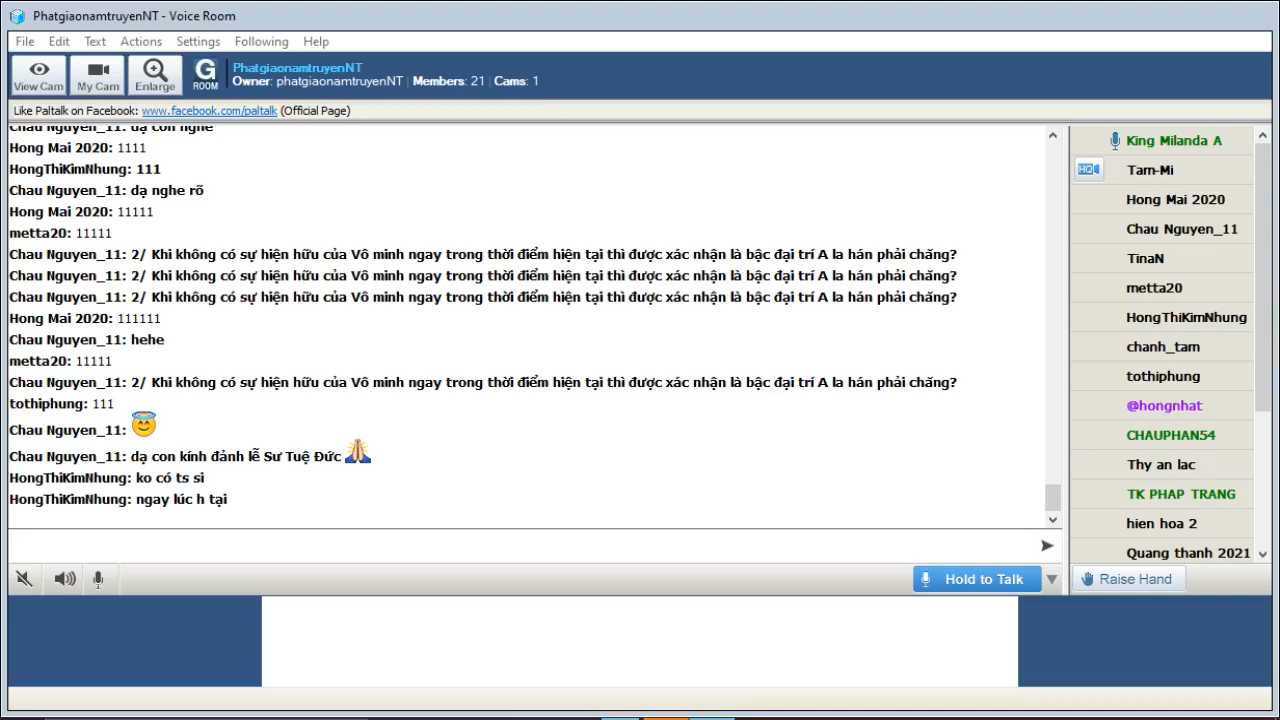 PhatgiaonamtruyenNT - Voice Room
File Edit Text Actions Settings Following Help
View Cam My Cam Enlarge G ROOM PhatgiaonamtruyenNT
Owner: phatgiaonamtruyenNT | Members: 21 | Cams: 1
Like Paltalk on Facebook: www.facebook.com/paltalk (Official Page)
Chau Nguyen_11: dạ con nghe
Hong Mai 2020: 1111
HongThiKimNhung: 111
Chau Nguyen_11: dạ nghe rõ
Hong Mai 2020: 11111
metta20: 11111
Chau Nguyen_11: 2/ Khi không có sự hiện hữu của Vô minh ngay trong thời điểm hiện tại thì được xác nhận là bậc đại trí A la hán phải chăng?
Chau Nguyen_11: 2/ Khi không có sự hiện hữu của Vô minh ngay trong thời điểm hiện tại thì được xác nhận là bậc đại trí A la hán phải chăng?
Chau Nguyen_11: 2/ Khi không có sự hiện hữu của Vô minh ngay trong thời điểm hiện tại thì được xác nhận là bậc đại trí A la hán phải chăng?
Hong Mai 2020: 111111
Chau Nguyen_11: hehe
metta20: 11111
Chau Nguyen_11: 2/ Khi không có sự hiện hữu của Vô minh ngay trong thời điểm hiện tại thì được xác nhận là bậc đại trí A la hán phải chăng?
tothiphung: 111
Chau Nguyen_11: 😇
Chau Nguyen_11: dạ con kính đảnh lễ Sư Tuệ Đức 🙏
HongThiKimNhung: ko có ts si
HongThiKimNhung: ngay lúc h tại
King Milanda A
HQ Tam-Mi
Hong Mai 2020
Chau Nguyen_11
TinaN
metta20
HongThiKimNhung
chanh_tam
tothiphung
@hongnhat
CHAUPHAN54
Thy an lac
TK PHAP TRANG
hien hoa 2
Quang thanh 2021
Hold to Talk
Raise Hand